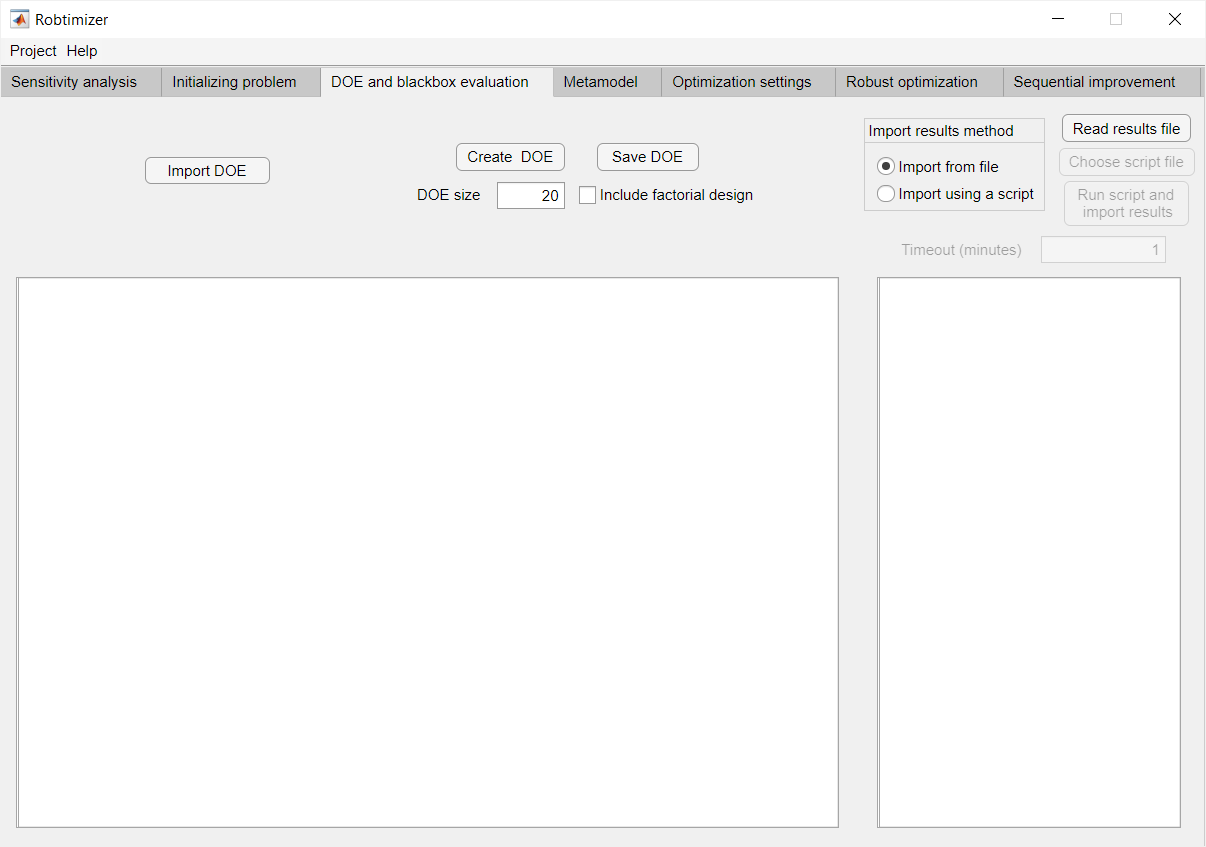 Robtimizer
Project Help
Sensitivity analysis Initializing problem DOE and blackbox evaluation Metamodel Optimization settings Robust optimization Sequential improvement
Import DOE
Create DOE Save DOE
DOE size 20 Include factorial design
Import results method
Import from file
Import using a script
Read results file
Choose script file
Run script and
import results
Timeout (minutes) 1